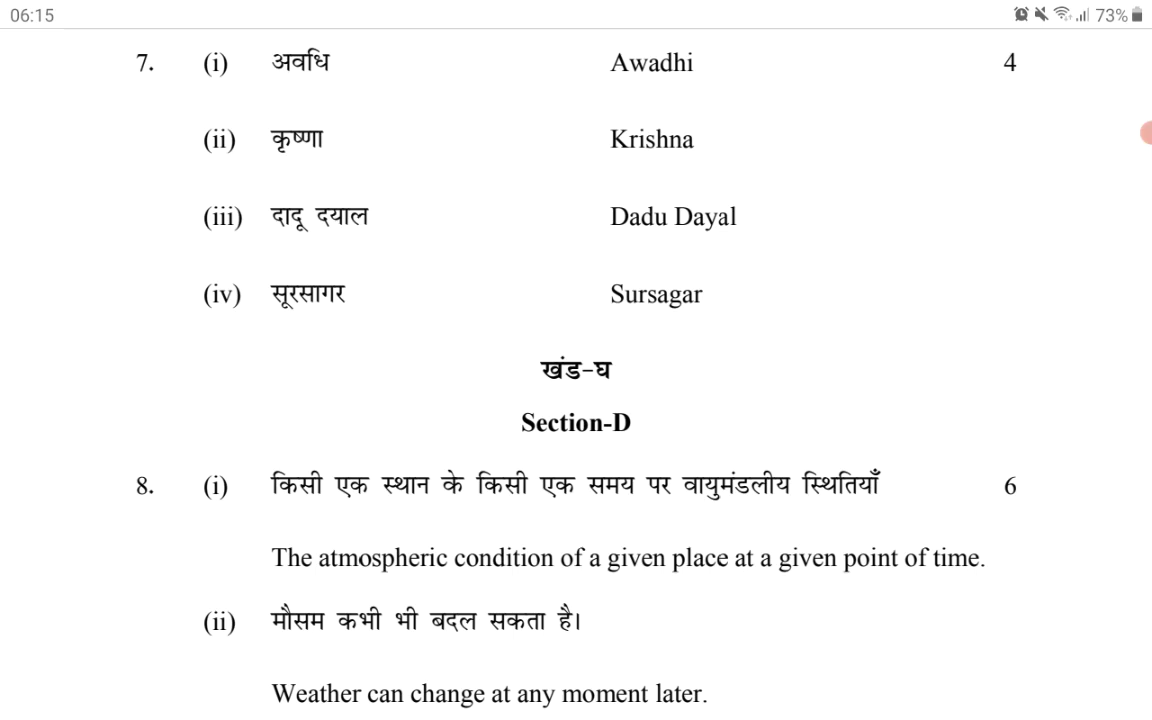 06:15 73%
7. (i) अवधि Awadhi 4
(ii) कृष्णा Krishna
(iii) दादू दयाल Dadu Dayal
(iv) सूरसागर Sursagar
खंड-घ
Section-D
8. (i) किसी एक स्थान के किसी एक समय पर वायुमंडलीय स्थितियाँ 6
The atmospheric condition of a given place at a given point of time.
(ii) मौसम कभी भी बदल सकता है।
Weather can change at any moment later.